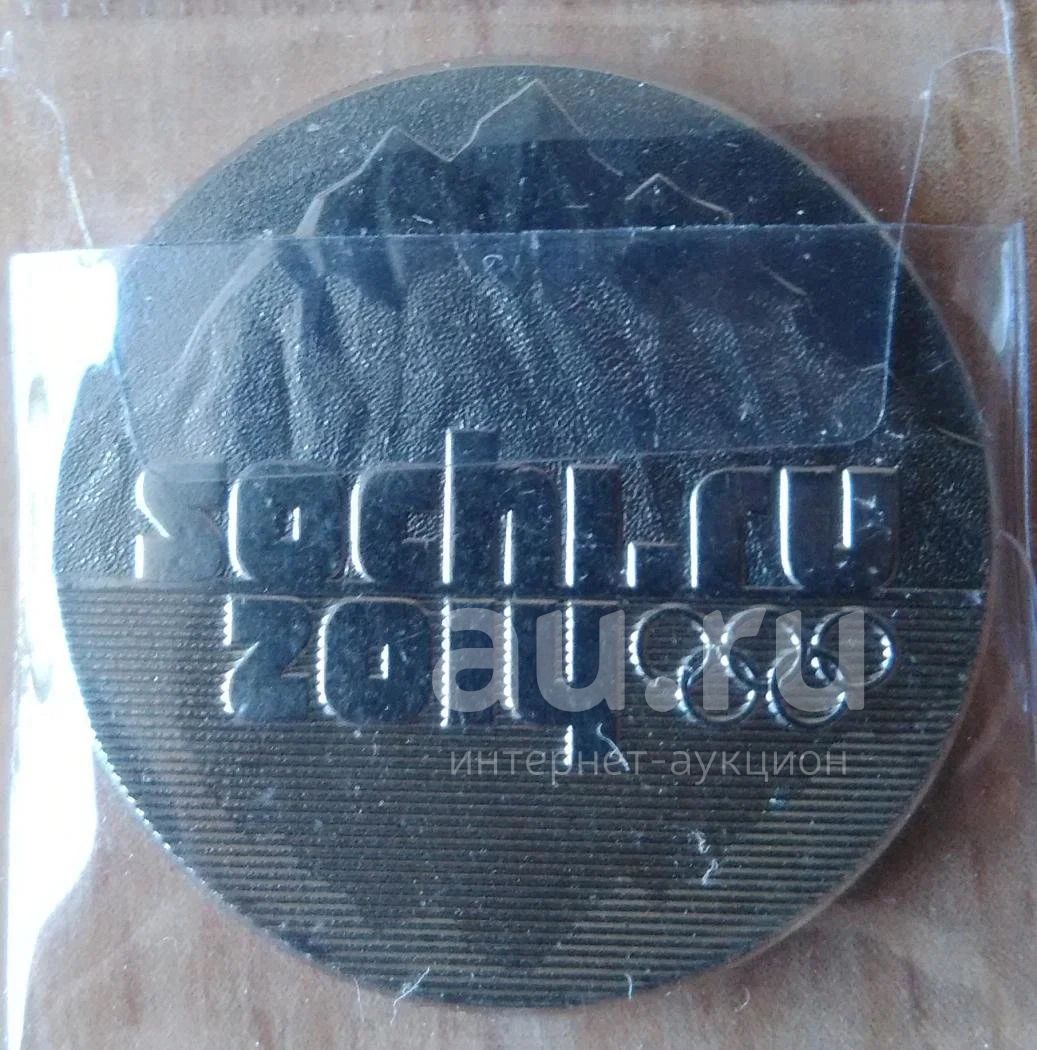 sochi.ru
2014
au.ru
интернет-аукцион